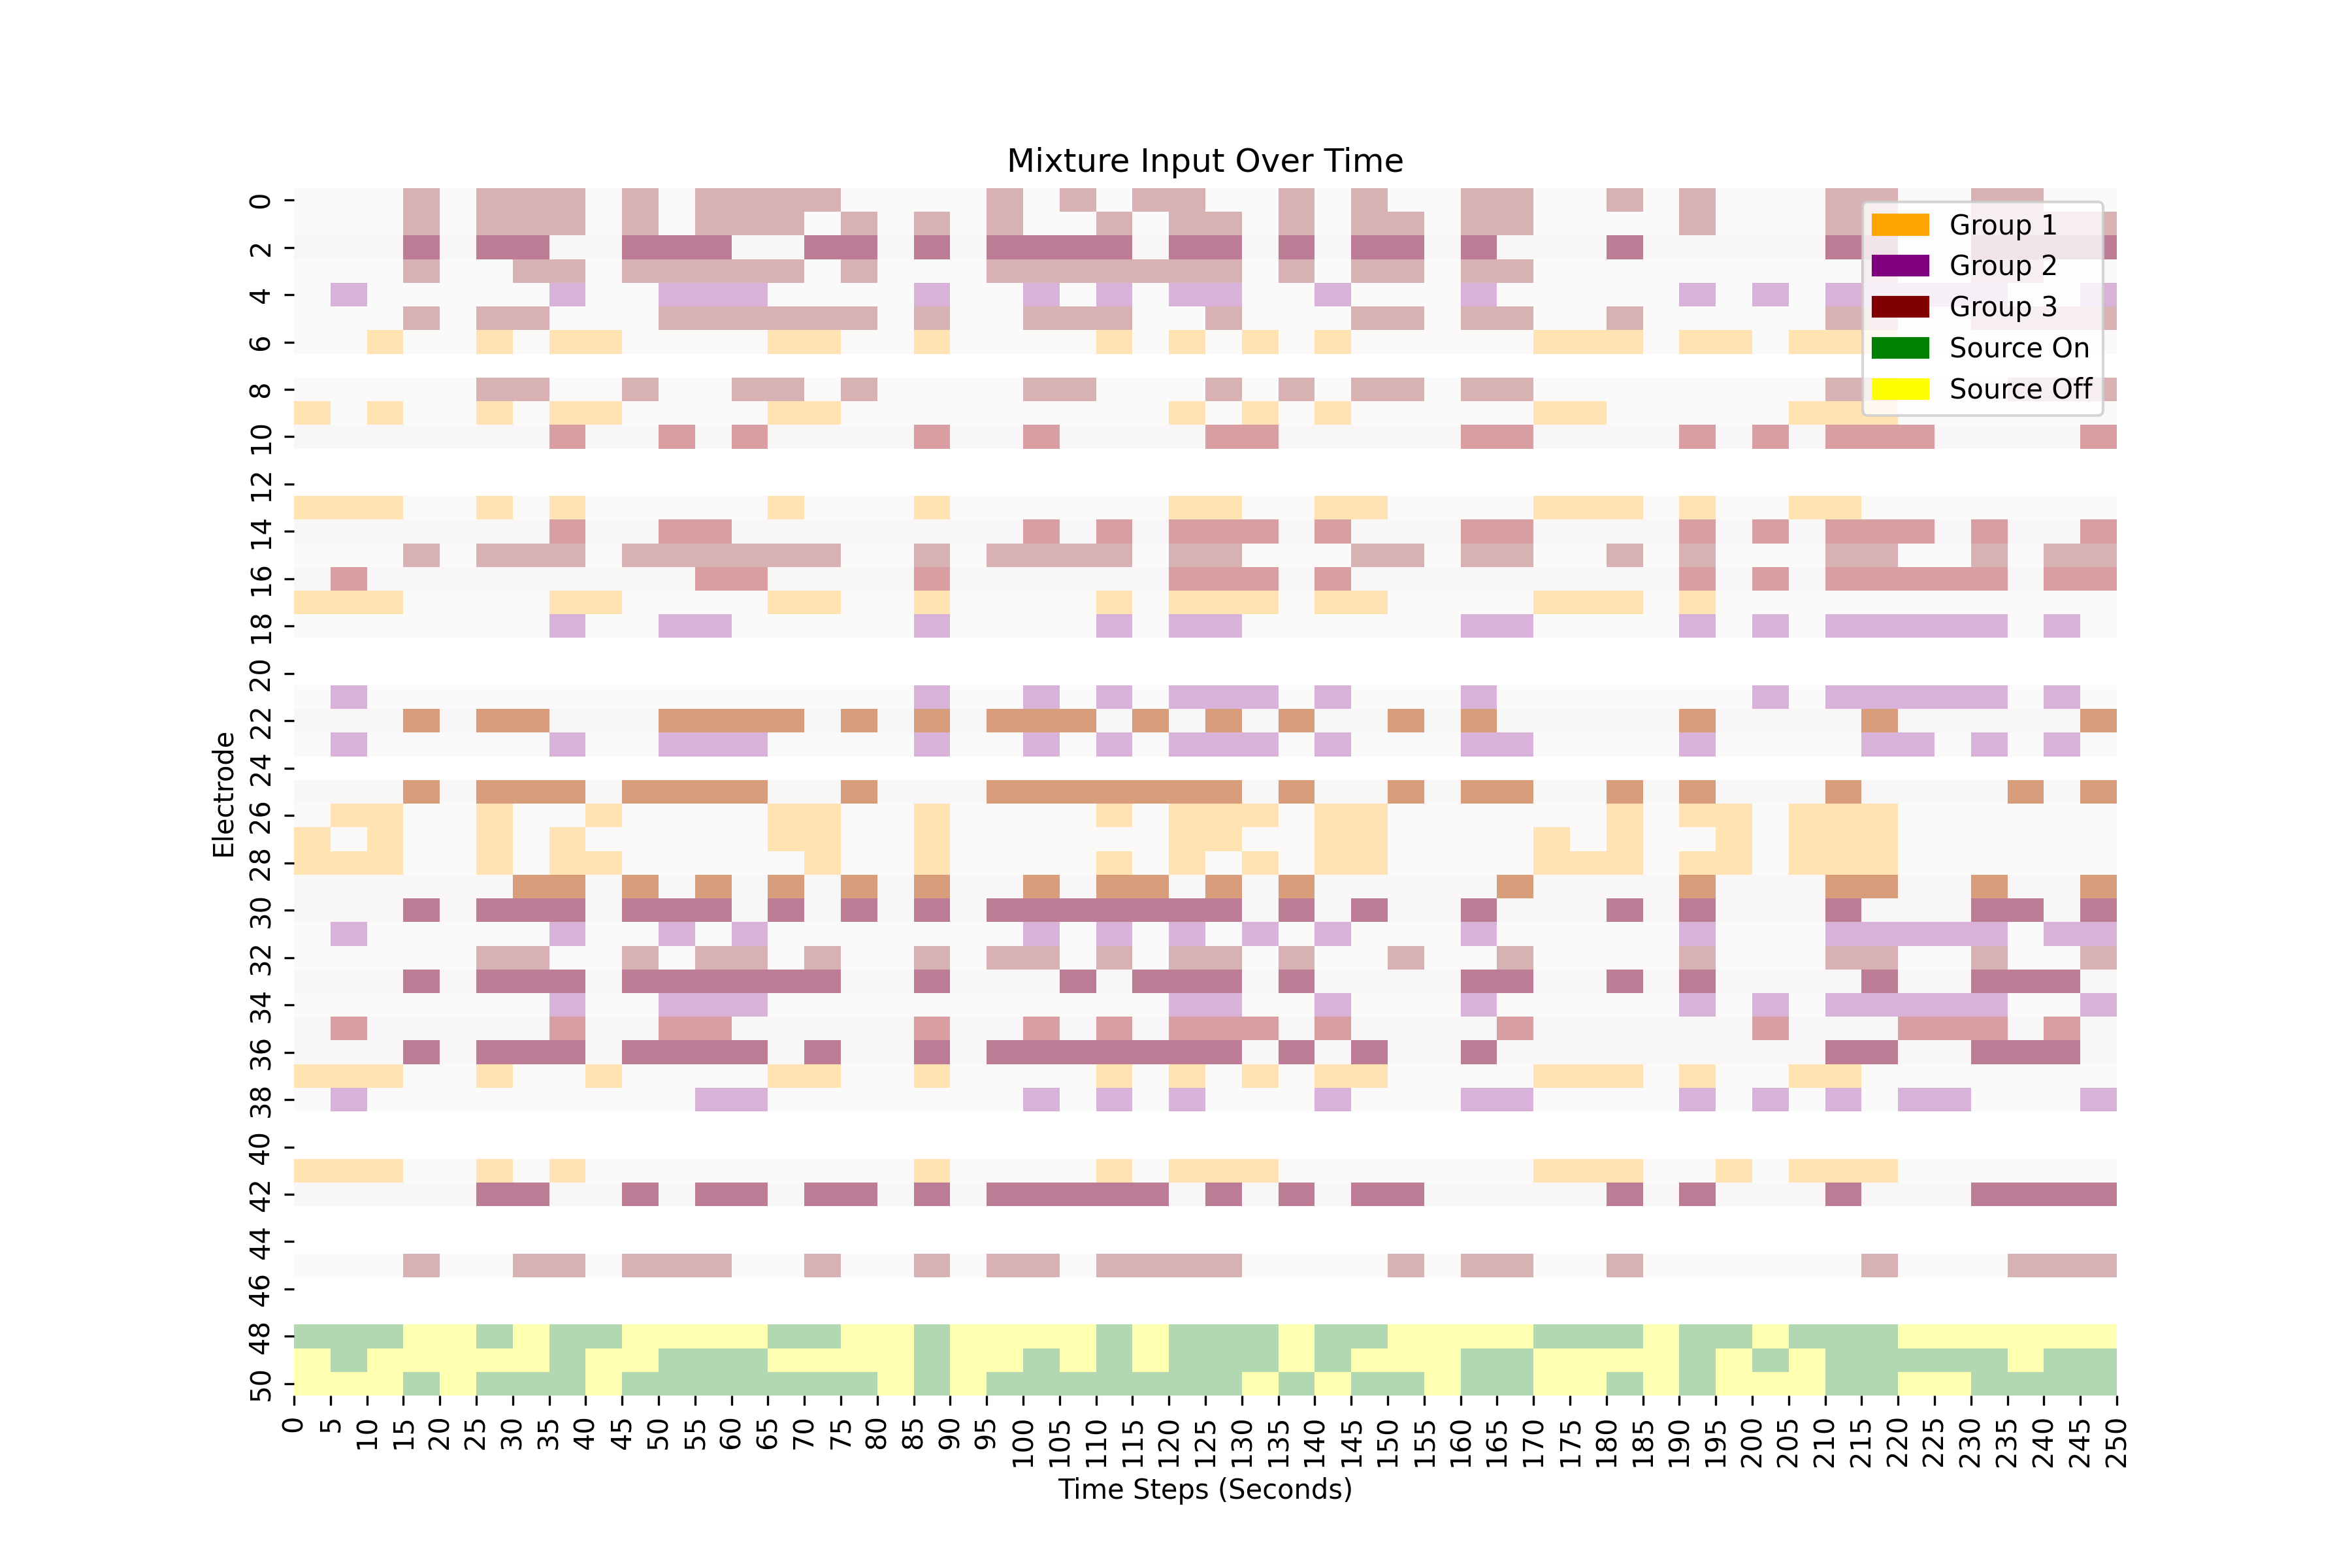 Mixture Input Over Time
Group 1
Group 2
Group 3
Source On
Source Off
Electrode
0
2
4
6
8
10
12
14
16
18
20
22
24
26
28
30
32
34
36
38
40
42
44
46
48
50
0 5 10 15 20 25 30 35 40 45 50 55 60 65 70 75 80 85 90 95 100 105 110 115 120 125 130 135 140 145 150 155 160 165 170 175 180 185 190 195 200 205 210 215 220 225 230 235 240 245 250
Time Steps (Seconds)